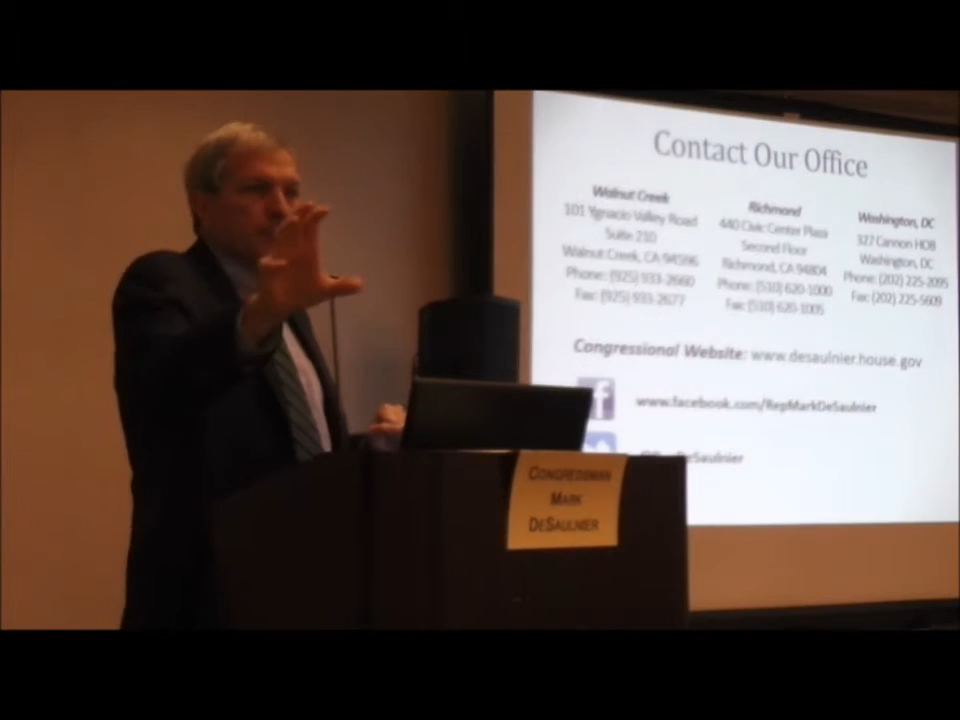 Contact Our Office
Walnut Creek
101 Ygnacio Valley Road
Suite 210
Walnut Creek, CA 94596
Phone: (925) 933-2660
Fax: (925) 933-2677
Richmond
440 Civic Center Plaza
Second Floor
Richmond, CA 94804
Phone: (510) 620-1000
Fax: (510) 620-1005
Washington, DC
327 Cannon HOB
Washington, DC
Phone: (202) 225-2095
Fax: (202) 225-5609
Congressional Website: www.desaulnier.house.gov
f
www.facebook.com/RepMarkDeSaulnier
DeSaulnier
CONGRESSMAN
MARK
DESAULNIER